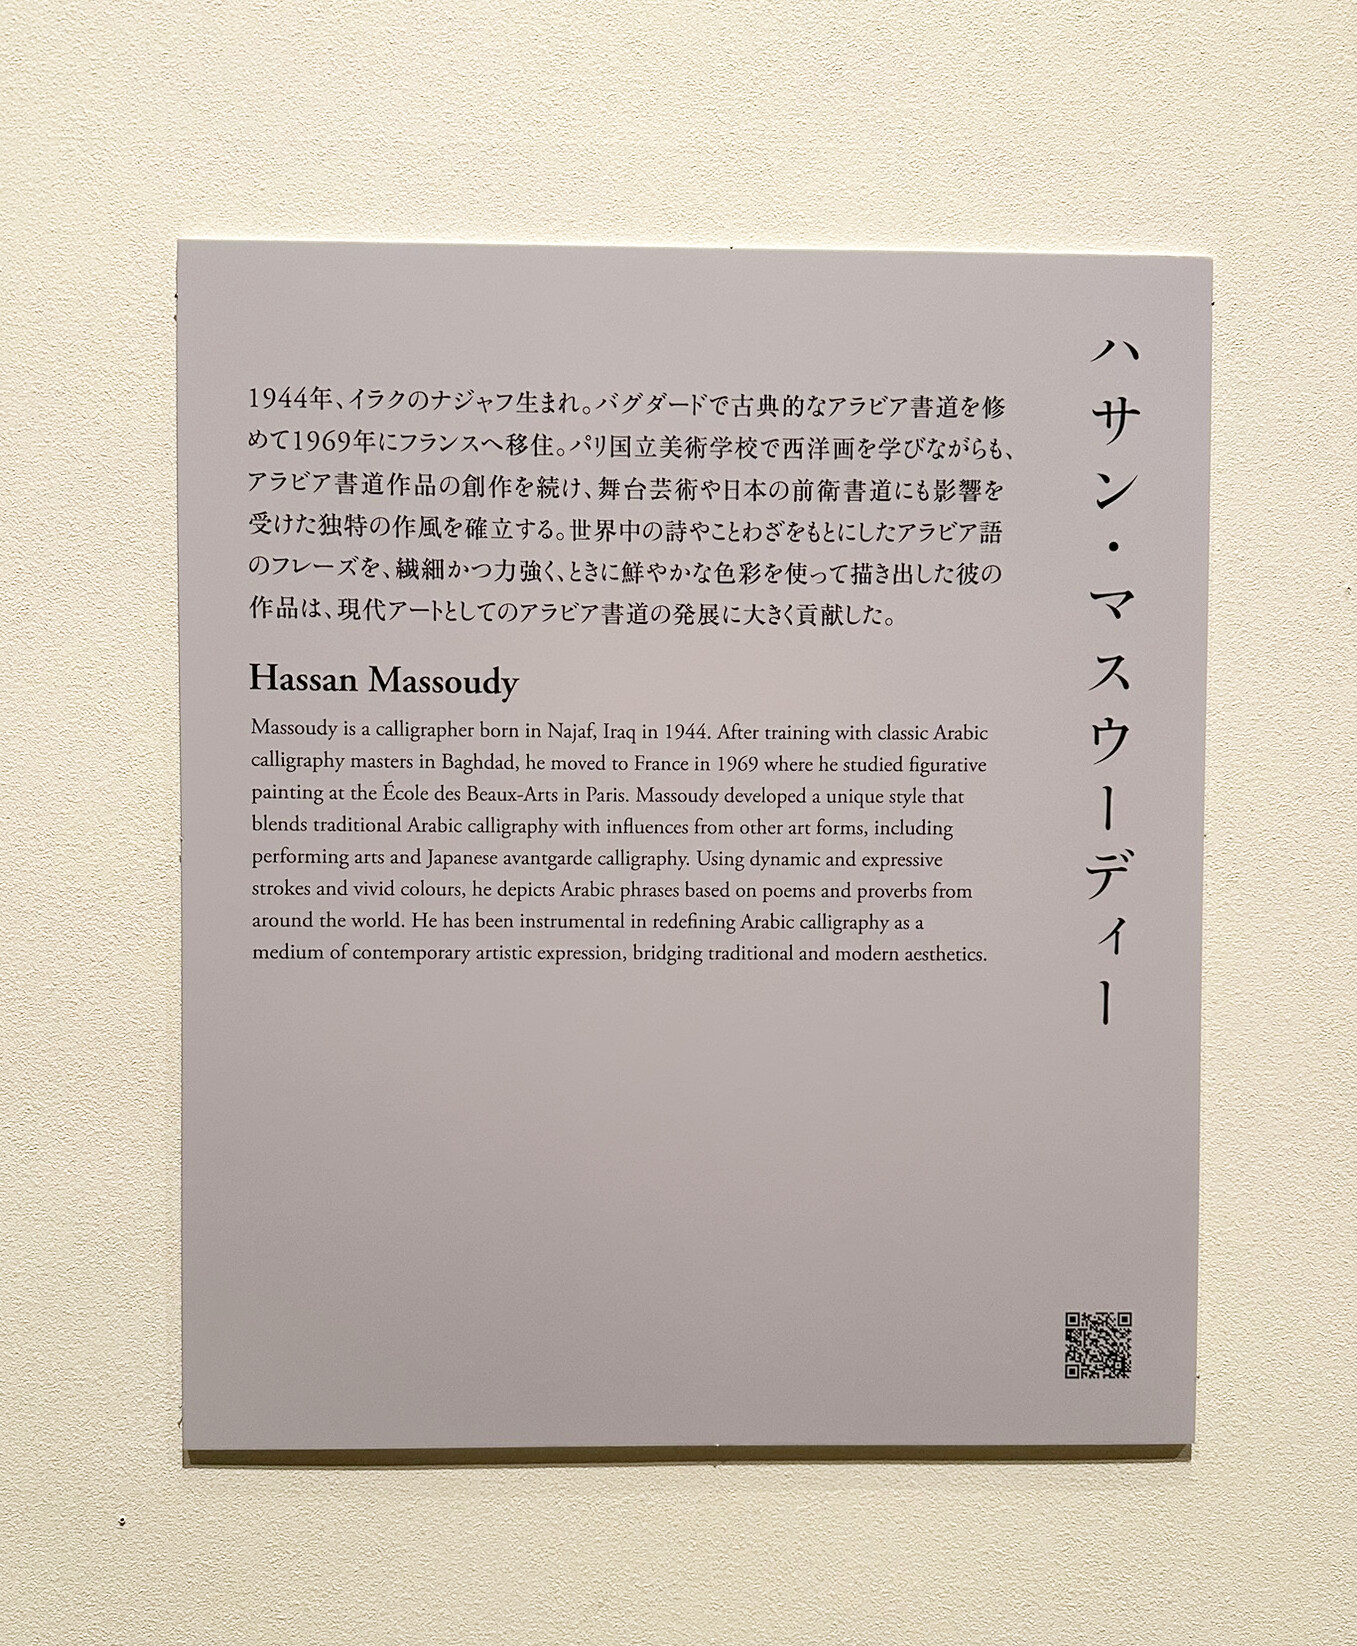 ハサン・マスウーディー
1944年、イラクのナジャフ生まれ。バグダードで古典的なアラビア書道を修
めて1969年にフランスへ移住。パリ国立美術学校で西洋画を学びながらも、
アラビア書道作品の創作を続け、舞台芸術や日本の前衛書道にも影響を
受けた独特の作風を確立する。世界中の詩やことわざをもとにしたアラビア語
のフレーズを、繊細かつ力強く、ときに鮮やかな色彩を使って描き出した彼の
作品は、現代アートとしてのアラビア書道の発展に大きく貢献した。
Hassan Massoudy
Massoudy is a calligrapher born in Najaf, Iraq in 1944. After training with classic Arabic
calligraphy masters in Baghdad, he moved to France in 1969 where he studied figurative
painting at the École des Beaux-Arts in Paris. Massoudy developed a unique style that
blends traditional Arabic calligraphy with influences from other art forms, including
performing arts and Japanese avantgarde calligraphy. Using dynamic and expressive
strokes and vivid colours, he depicts Arabic phrases based on poems and proverbs from
around the world. He has been instrumental in redefining Arabic calligraphy as a
medium of contemporary artistic expression, bridging traditional and modern aesthetics.